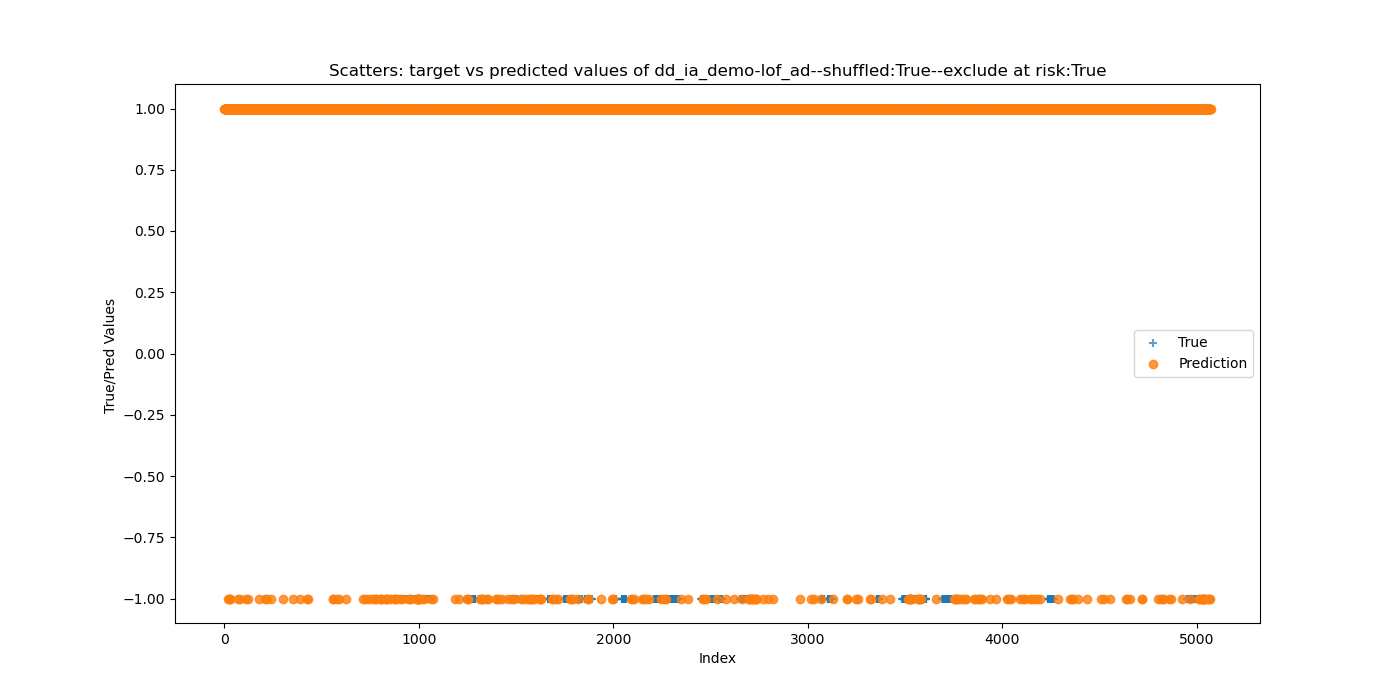 Scatters: target vs predicted values of dd_ia_demo-lof_ad--shuffled:True--exclude at risk:True
1.00
0.75
0.50
0.25
0.00
−0.25
−0.50
−0.75
−1.00
True/Pred Values
True
Prediction
0 1000 2000 3000 4000 5000
Index